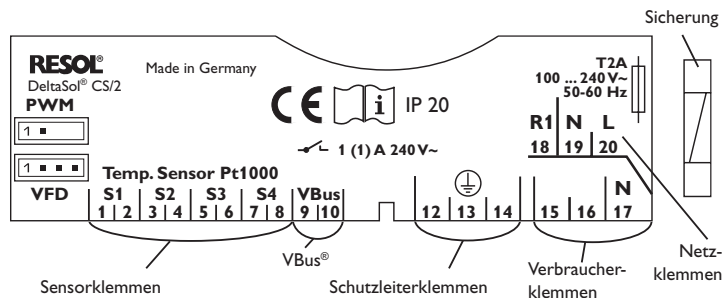 Sicherung
RESOL®
DeltaSol® CS/2
Made in Germany
PWM
1
1
VFD
Temp. Sensor Pt1000
S1 S2 S3 S4 VBus
1 2 3 4 5 6 7 8 9 10
CE i IP 20
1 (1) A 240 V~
T2A
100 ... 240 V~
50-60 Hz
R1 N L
18 19 20
N
12 13 14 15 16 17
Sensorklemmen
VBus®
Schutzleiterklemmen
Verbraucher-
klemmen
Netz-
klemmen